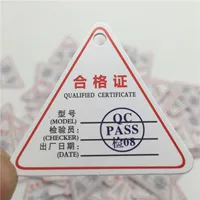 合格证
QUALIFIED CERTIFICATE
型号
(MODEL)
检验员:
(CHECKER)
出厂日期:
(DATE)
QC
PASS
检08